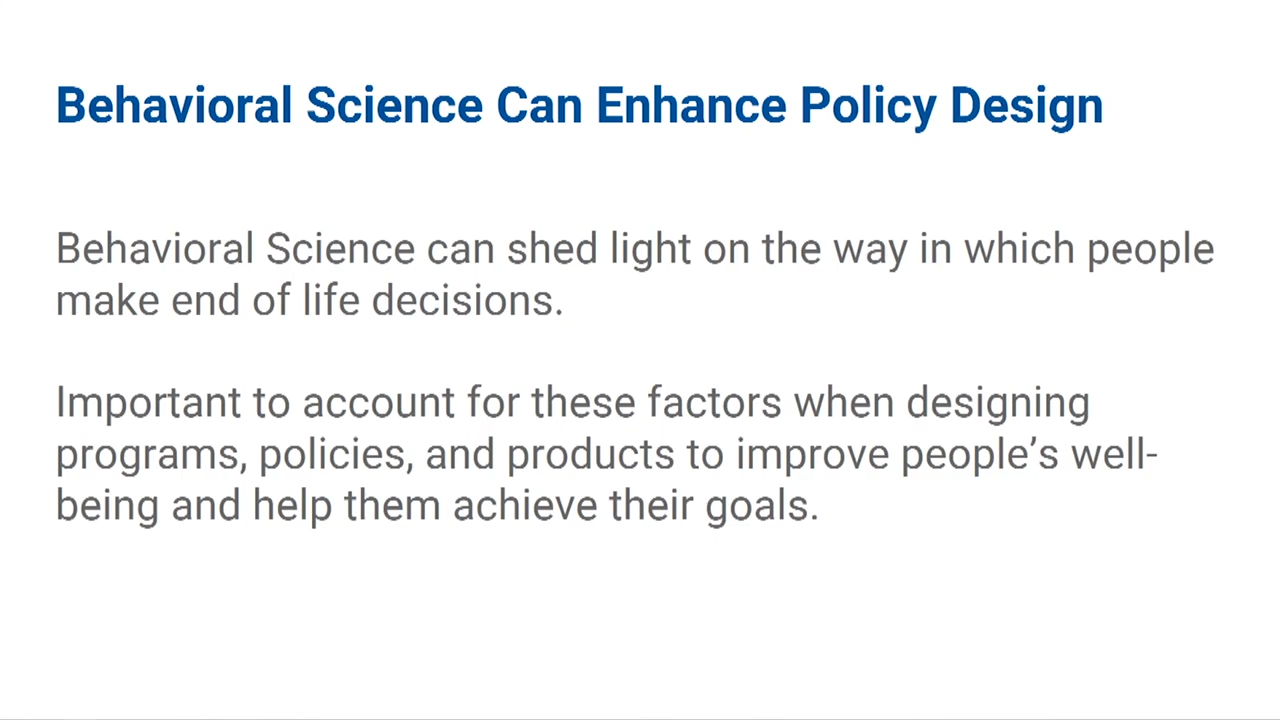 Behavioral Science Can Enhance Policy Design
Behavioral Science can shed light on the way in which people
make end of life decisions.
Important to account for these factors when designing
programs, policies, and products to improve people’s well-
being and help them achieve their goals.